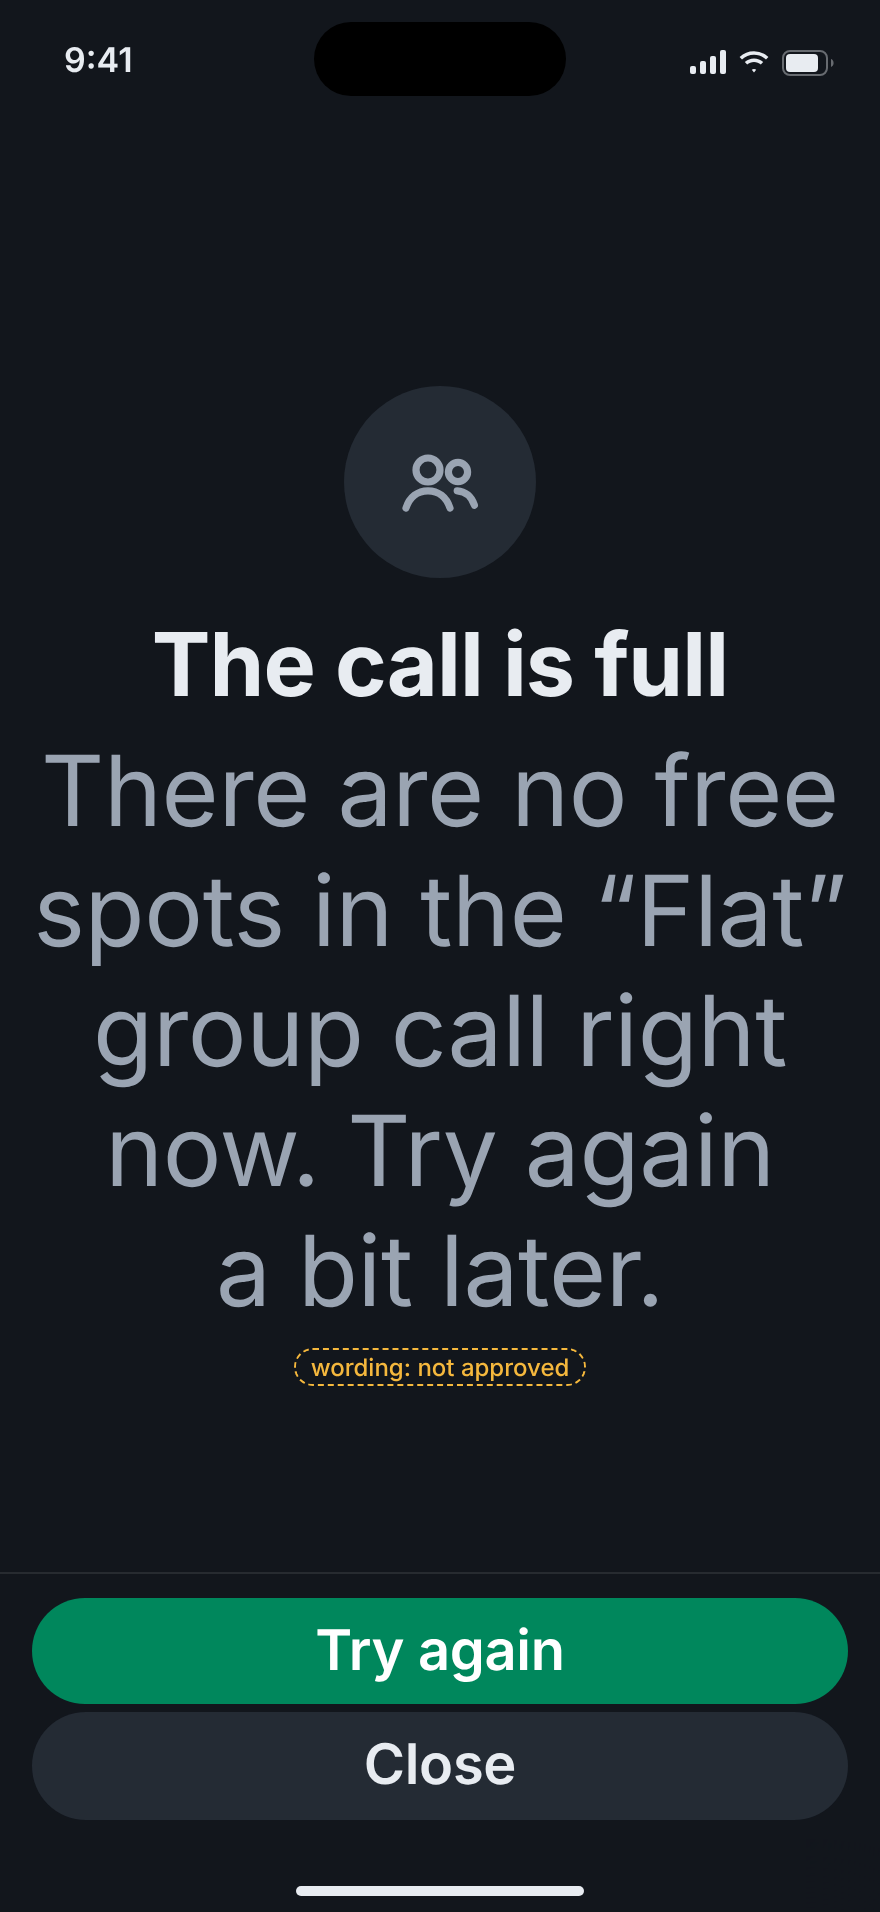 9:41
The call is full
There are no free
spots in the “Flat”
group call right
now. Try again
a bit later.
wording: not approved
Try again
Close